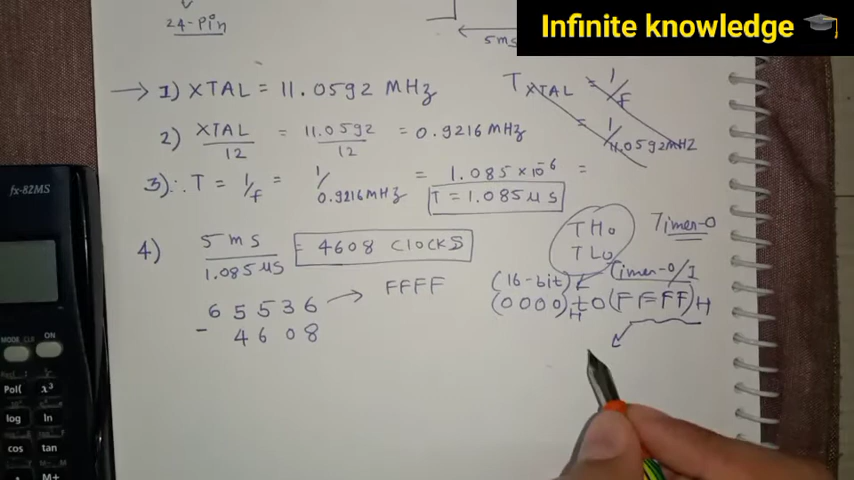 Infinite knowledge
24-Pin
5ms
1) XTAL = 11.0592 MHz
T XTAL = 1/f
= 1/11.0592MHz
2) XTAL/12 = 11.0592/12 = 0.9216 MHz
3) ∴ T = 1/f = 1/0.9216MHz = 1.085 × 10⁻⁶ =
T = 1.085 μs
THo
TLo
Timer-0
4) 5 ms/1.085 μs = 4608 Clocks
Timer-0/1
(16-bit)
(0000)H to (FFFF)H
65536 → FFFF
- 4608
fx-82MS
MODE CLR ON
Pol( x³
log ln
cos tan
M+